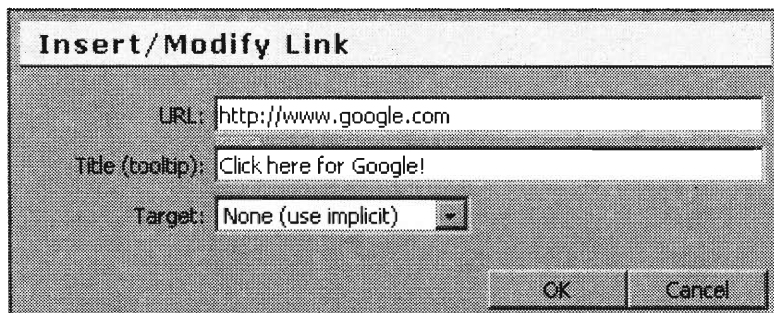 Insert/Modify Link
URL: http://www.google.com
Title (tooltip): Click here for Google!
Target: None (use implicit)
OK Cancel